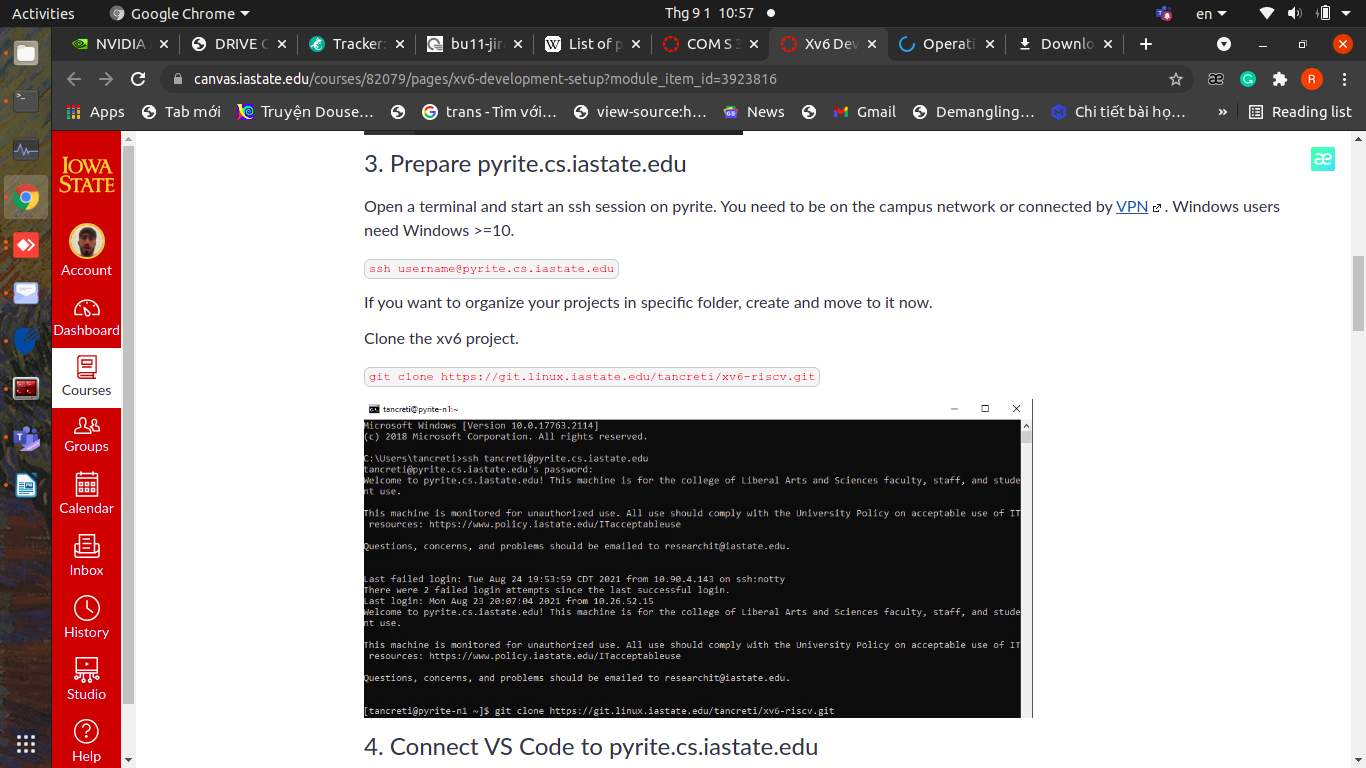 Activities
Google Chrome
Thg 9 1 10:57
en
NVIDIA
DRIVE C
Tracker:
bu11-jir
List of p
COM S 3
Xv6 Dev
Operati
Downlo
canvas.iastate.edu/courses/82079/pages/xv6-development-setup?module_item_id=3923816
æ
R
Apps
Tab mới
Truyện Douse...
trans - Tìm với...
view-source:h...
News
Gmail
Demangling...
Chi tiết bài họ...
»
Reading list
IOWA
STATE
Account
Dashboard
Courses
Groups
Calendar
Inbox
History
Studio
Help
æ
3. Prepare pyrite.cs.iastate.edu
Open a terminal and start an ssh session on pyrite. You need to be on the campus network or connected by VPN . Windows users
need Windows >=10.
ssh username@pyrite.cs.iastate.edu
If you want to organize your projects in specific folder, create and move to it now.
Clone the xv6 project.
git clone https://git.linux.iastate.edu/tancreti/xv6-riscv.git
tancreti@pyrite-n1:~
Microsoft Windows [Version 10.0.17763.2114]
(c) 2018 Microsoft Corporation. All rights reserved.
C:\Users\tancreti>ssh tancreti@pyrite.cs.iastate.edu
tancreti@pyrite.cs.iastate.edu's password:
Welcome to pyrite.cs.iastate.edu! This machine is for the college of Liberal Arts and Sciences faculty, staff, and stude
nt use.
This machine is monitored for unauthorized use. All use should comply with the University Policy on acceptable use of IT
resources: https://www.policy.iastate.edu/ITacceptableuse
Questions, concerns, and problems should be emailed to researchit@iastate.edu.
Last failed login: Tue Aug 24 19:53:59 CDT 2021 from 10.90.4.143 on ssh:notty
There were 2 failed login attempts since the last successful login.
Last login: Mon Aug 23 20:07:04 2021 from 10.26.52.15
Welcome to pyrite.cs.iastate.edu! This machine is for the college of Liberal Arts and Sciences faculty, staff, and stude
nt use.
This machine is monitored for unauthorized use. All use should comply with the University Policy on acceptable use of IT
resources: https://www.policy.iastate.edu/ITacceptableuse
Questions, concerns, and problems should be emailed to researchit@iastate.edu.
[tancreti@pyrite-n1 ~]$ git clone https://git.linux.iastate.edu/tancreti/xv6-riscv.git
4. Connect VS Code to pyrite.cs.iastate.edu